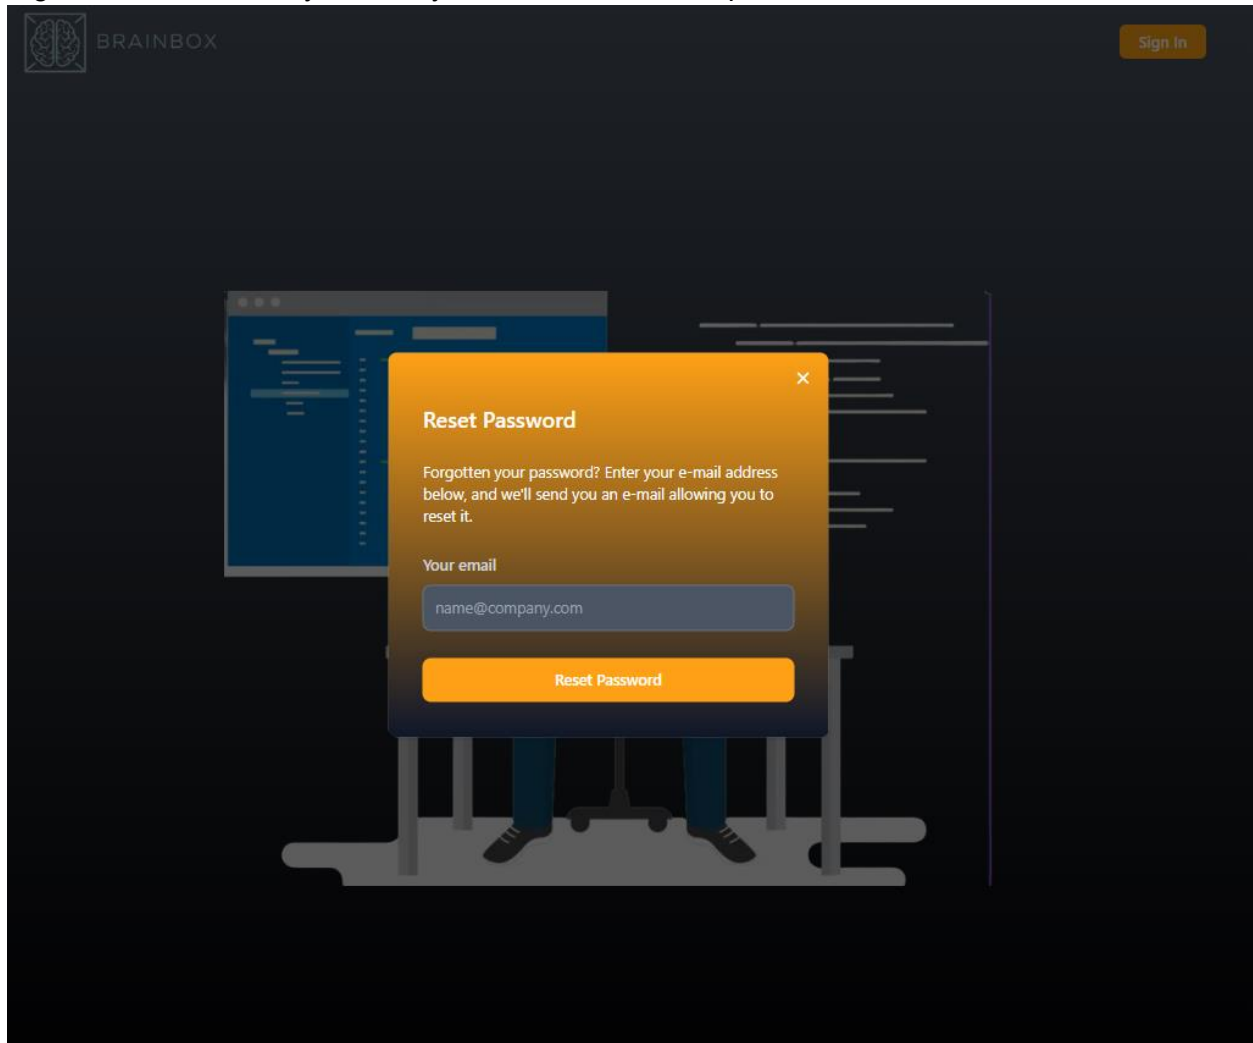 BRAINBOX
Sign In
Reset Password
Forgotten your password? Enter your e-mail address
below, and we'll send you an e-mail allowing you to
reset it.
Your email
name@company.com
Reset Password